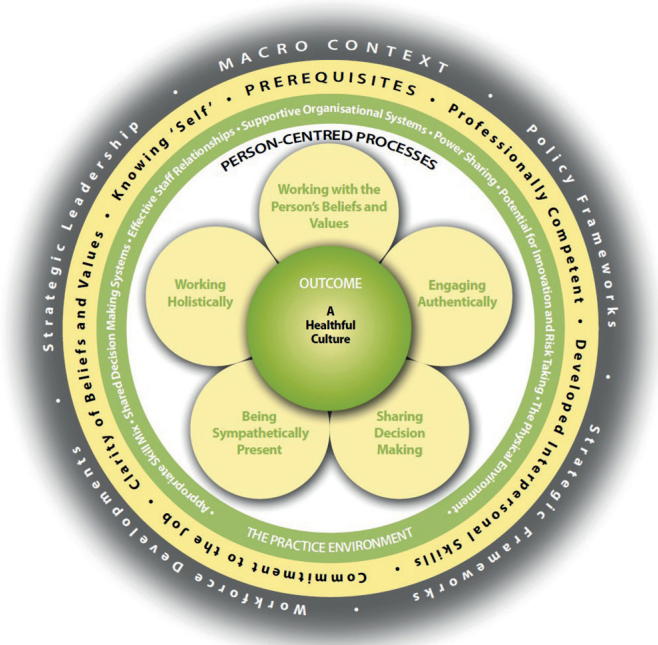 MACRO CONTEXT • Policy Frameworks • Strategic Frameworks • Workforce Developments • Strategic Leadership •
PREREQUISITES • Professionally Competent • Developed Interpersonal Skills • Commitment to the Job • Clarity of Beliefs and Values • Knowing 'Self' •
THE PRACTICE ENVIRONMENT
• Appropriate Skill Mix • Shared Decision Making Systems • Effective Staff Relationships • Supportive Organisational Systems • Power Sharing • Potential for Innovation and Risk Taking • The Physical Environment •
PERSON-CENTRED PROCESSES
Working with the
Person's Beliefs and
Values
Engaging
Authentically
Sharing
Decision
Making
Being
Sympathetically
Present
Working
Holistically
OUTCOME
A
Healthful
Culture